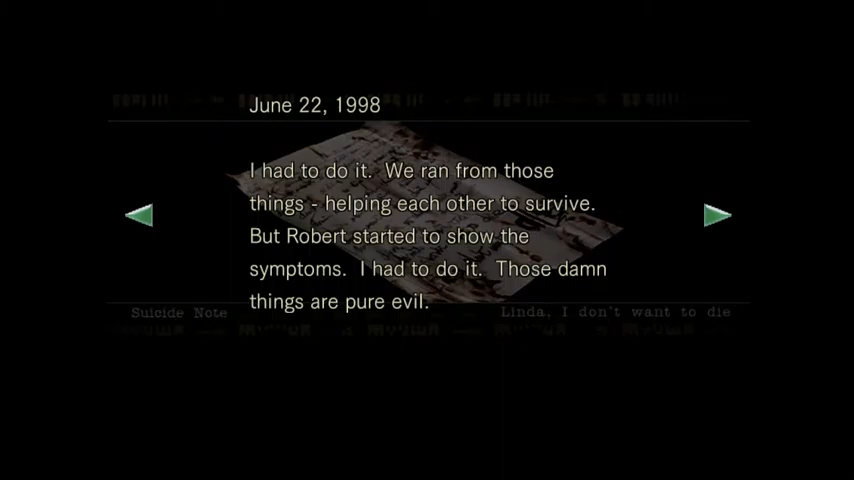 June 22, 1998
I had to do it. We ran from those
things - helping each other to survive.
But Robert started to show the
symptoms. I had to do it. Those damn
things are pure evil.
Suicide Note
Linda, I don't want to die